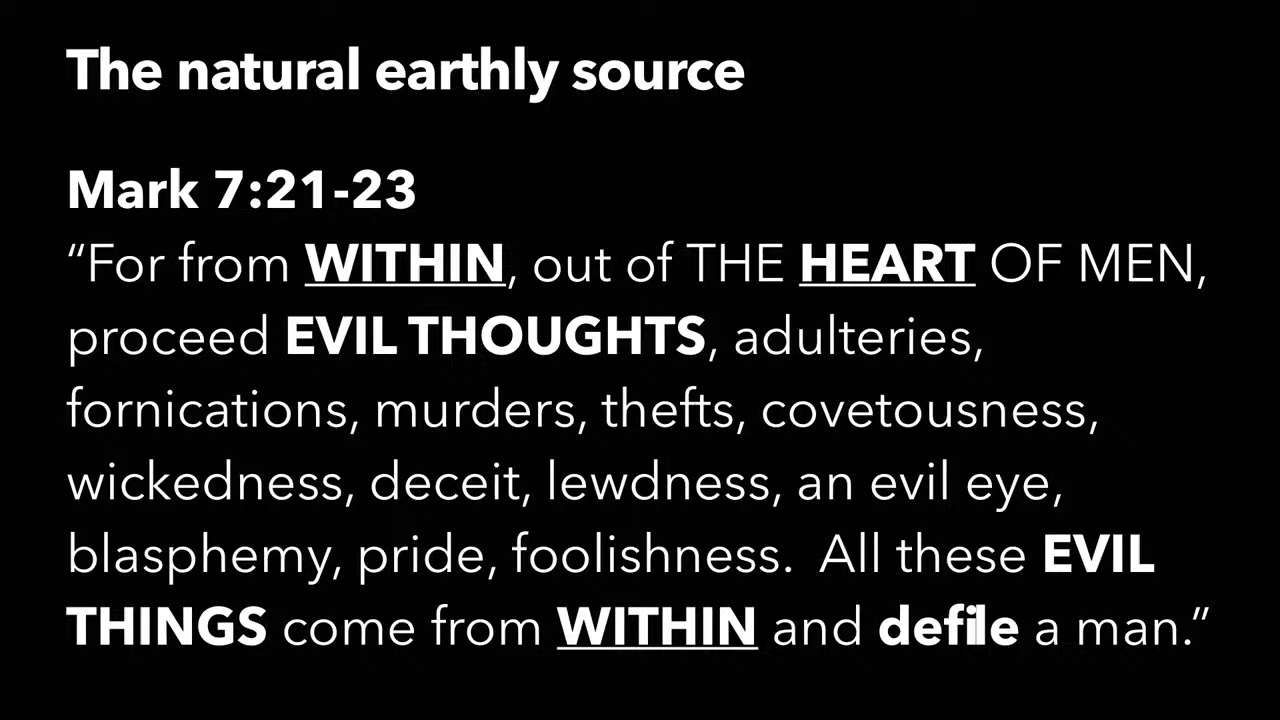 The natural earthly source
Mark 7:21-23
“For from WITHIN, out of THE HEART OF MEN,
proceed EVIL THOUGHTS, adulteries,
fornications, murders, thefts, covetousness,
wickedness, deceit, lewdness, an evil eye,
blasphemy, pride, foolishness.  All these EVIL
THINGS come from WITHIN and defile a man.”